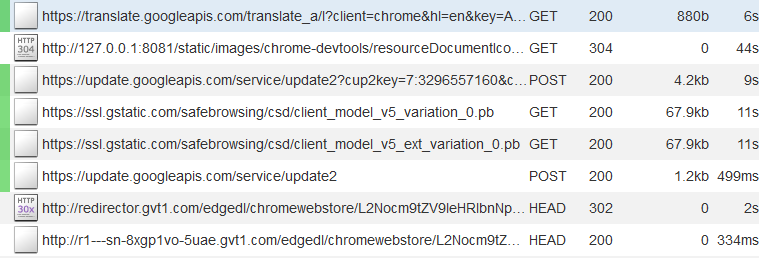 https://translate.googleapis.com/translate_a/l?client=chrome&hl=en&key=A... GET 200 880b 6s
HTTP 304 http://127.0.0.1:8081/static/images/chrome-devtools/resourceDocumentIco... GET 304 0 44s
https://update.googleapis.com/service/update2?cup2key=7:3296557160&c... POST 200 4.2kb 9s
https://ssl.gstatic.com/safebrowsing/csd/client_model_v5_variation_0.pb GET 200 67.9kb 11s
https://ssl.gstatic.com/safebrowsing/csd/client_model_v5_ext_variation_0.pb GET 200 67.9kb 11s
https://update.googleapis.com/service/update2 POST 200 1.2kb 499ms
HTTP 30x http://redirector.gvt1.com/edgedl/chromewebstore/L2Nocm9tZV9leHRlbnNp... HEAD 302 0 2s
http://r1---sn-8xgp1vo-5uae.gvt1.com/edgedl/chromewebstore/L2Nocm9tZ... HEAD 200 0 334ms